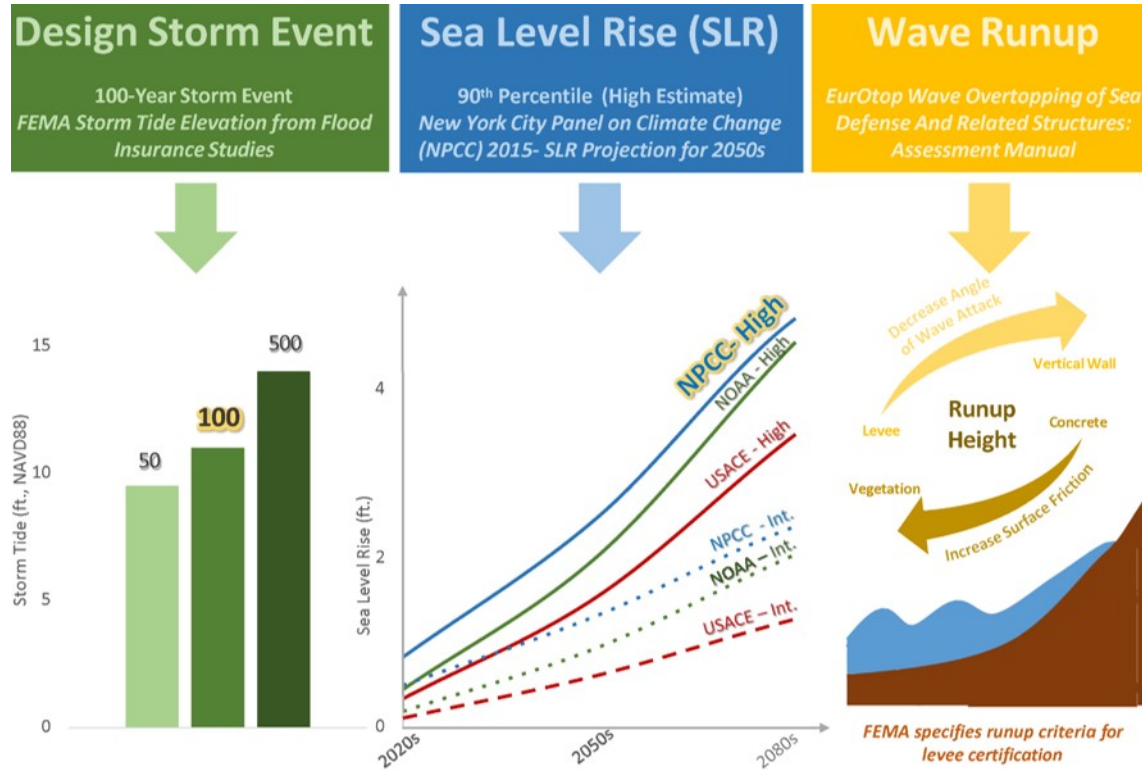 Design Storm Event
100-Year Storm Event
FEMA Storm Tide Elevation from Flood
Insurance Studies
Sea Level Rise (SLR)
90th Percentile (High Estimate)
New York City Panel on Climate Change
(NPCC) 2015- SLR Projection for 2050s
Wave Runup
EurOtop Wave Overtopping of Sea
Defense And Related Structures:
Assessment Manual
Storm Tide (ft., NAVD88)
15
10
5
0
50
100
500
Sea Level Rise (ft.)
4
2
0
2020s
2050s
2080s
NPCC- High
NOAA - High
USACE - High
NPCC - Int.
NOAA – Int.
USACE – Int.
Decrease Angle
of Wave Attack
Vertical Wall
Levee
Runup
Height
Concrete
Vegetation
Increase Surface Friction
FEMA specifies runup criteria for
levee certification